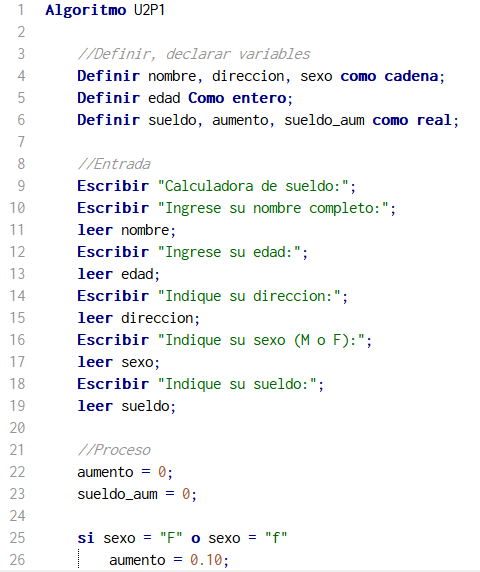 1 Algoritmo U2P1
2
3 //Definir, declarar variables
4 Definir nombre, direccion, sexo como cadena;
5 Definir edad Como entero;
6 Definir sueldo, aumento, sueldo_aum como real;
7
8 //Entrada
9 Escribir "Calculadora de sueldo:";
10 Escribir "Ingrese su nombre completo:";
11 leer nombre;
12 Escribir "Ingrese su edad:";
13 leer edad;
14 Escribir "Indique su direccion:";
15 leer direccion;
16 Escribir "Indique su sexo (M o F):";
17 leer sexo;
18 Escribir "Indique su sueldo:";
19 leer sueldo;
20
21 //Proceso
22 aumento = 0;
23 sueldo_aum = 0;
24
25 si sexo = "F" o sexo = "f"
26 aumento = 0.10;